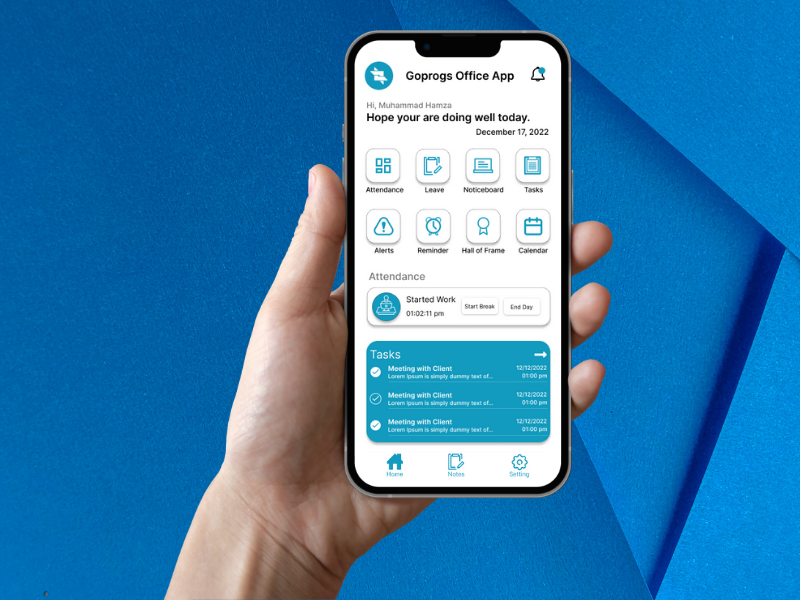 Goprogs Office App
Hi, Muhammad Hamza
Hope your are doing well today.
December 17, 2022
Attendance Leave Noticeboard Tasks
Alerts Reminder Hall of Frame Calendar
Attendance
Started Work
01:02:11 pm
Start Break End Day
Tasks
Meeting with Client 12/12/2022
Lorem Ipsum is simply dummy text of... 01:00 pm
Meeting with Client 12/12/2022
Lorem Ipsum is simply dummy text of... 01:00 pm
Meeting with Client 12/12/2022
Lorem Ipsum is simply dummy text of... 01:00 pm
Home Notes Setting